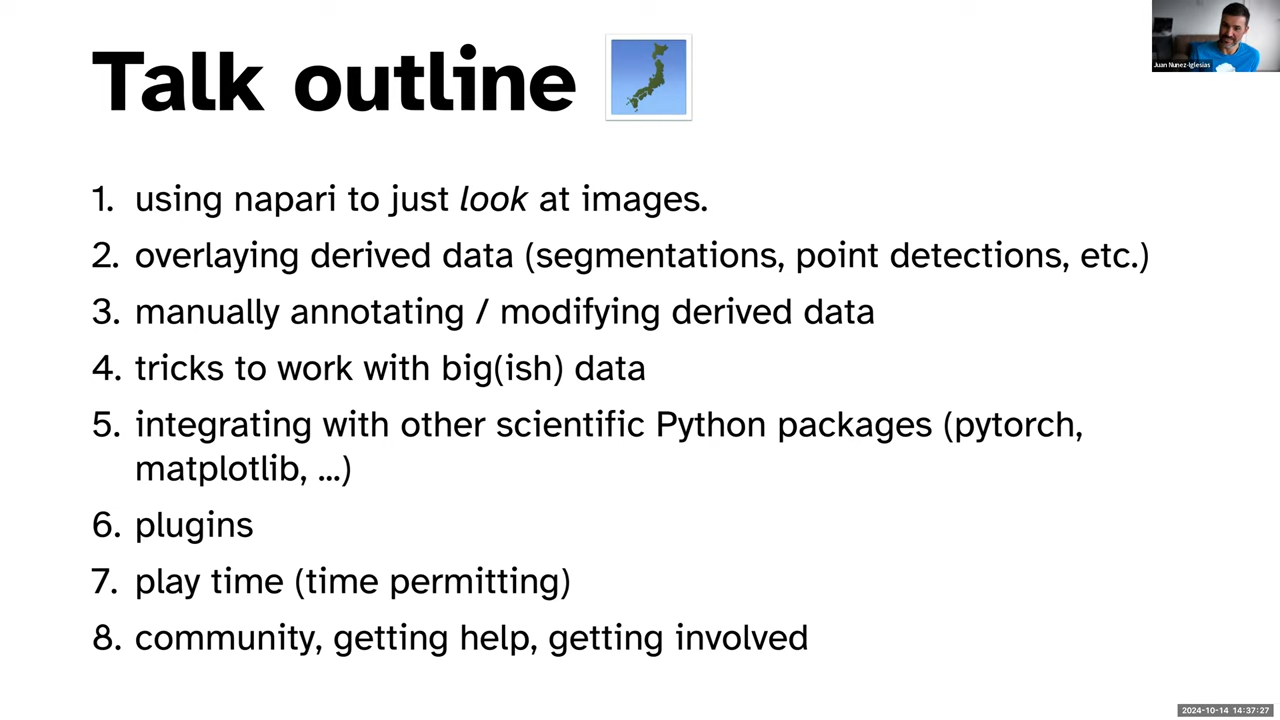 Talk outline
Juan Nunez-Iglesias
1. using napari to just look at images.
2. overlaying derived data (segmentations, point detections, etc.)
3. manually annotating / modifying derived data
4. tricks to work with big(ish) data
5. integrating with other scientific Python packages (pytorch,
matplotlib, ...)
6. plugins
7. play time (time permitting)
8. community, getting help, getting involved
2024-10-14 14:37:27